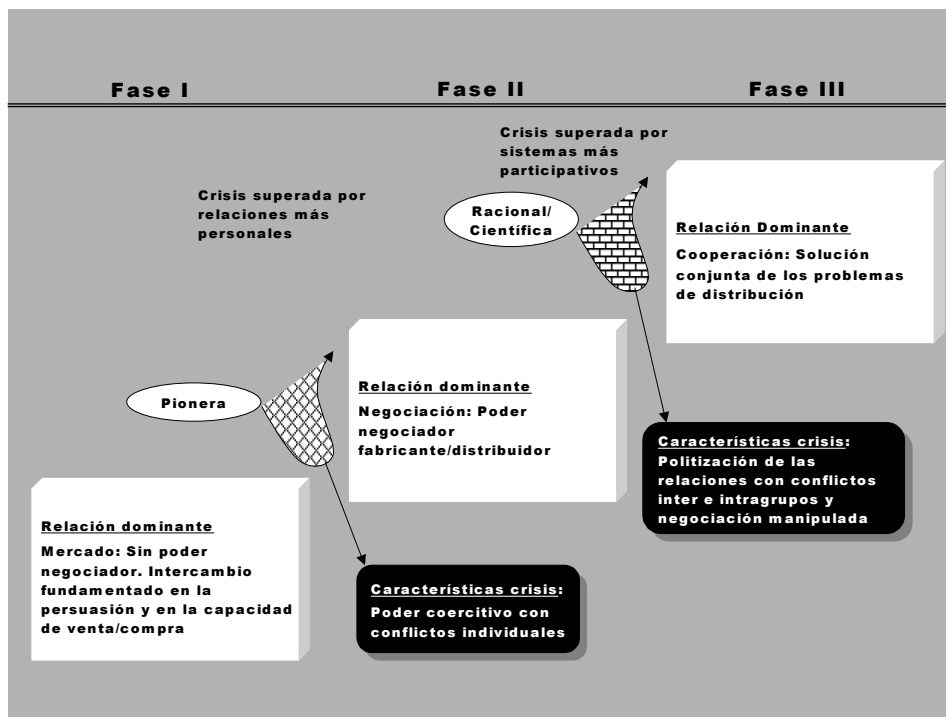 Fase I
Fase II
Fase III
Crisis superada por
sistemas más
participativos
Crisis superada por
relaciones más
personales
Racional/
Científica
Relación Dominante
Cooperación: Solución
conjunta de los problemas
de distribución
Pionera
Relación dominante
Negociación: Poder
negociador
fabricante/distribuidor
Características crisis:
Politización de las
relaciones con conflictos
inter e intragrupos y
negociación manipulada
Relación dominante
Mercado: Sin poder
negociador. Intercambio
fundamentado en la
persuasión y en la capacidad
de venta/compra
Características crisis:
Poder coercitivo con
conflictos individuales